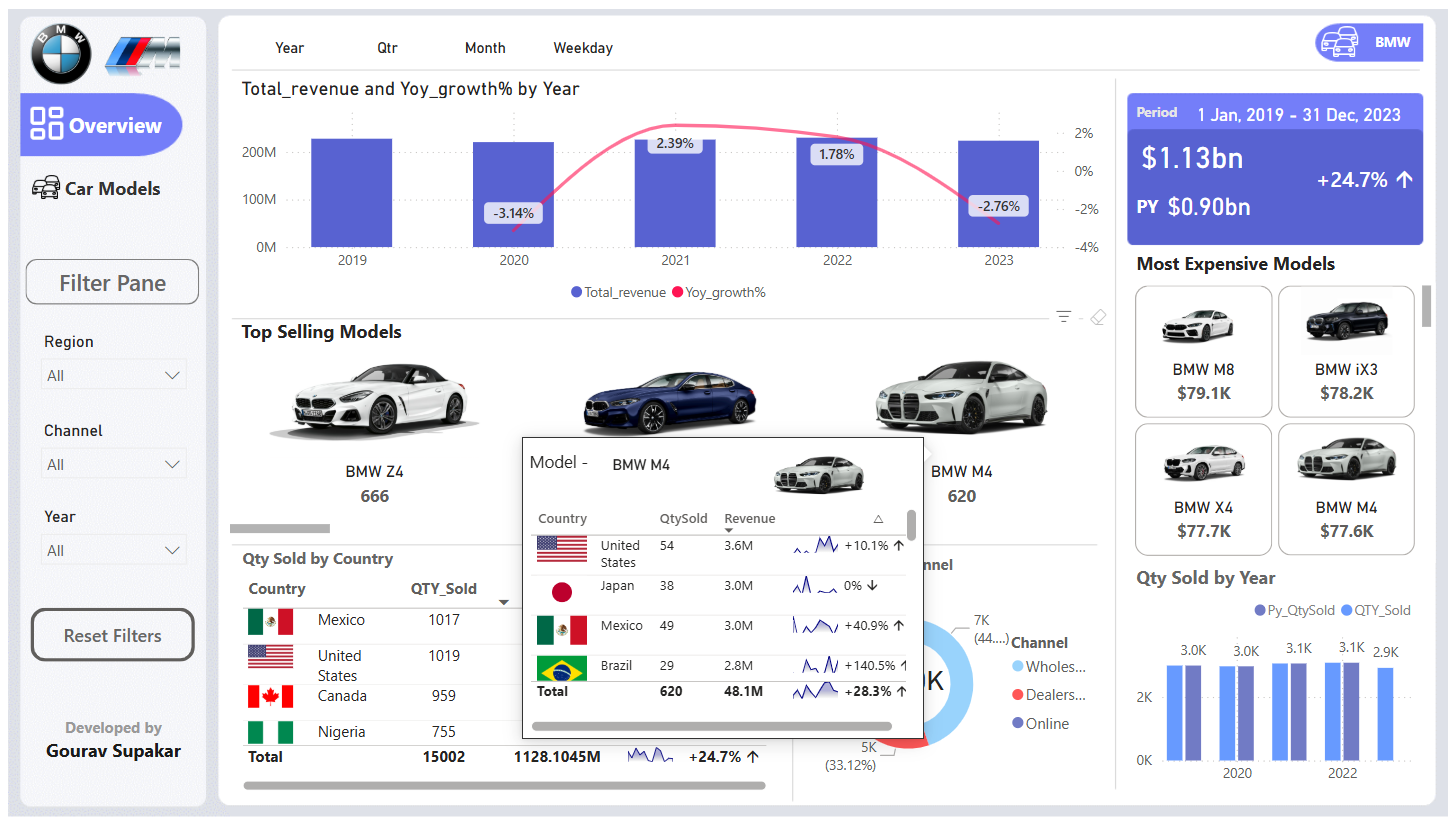 BMW
Overview
Car Models
Filter Pane
Region
All
Channel
All
Year
All
Reset Filters
Developed by
Gourav Supakar
Year Qtr Month Weekday
BMW
Total_revenue and Yoy_growth% by Year
200M
100M
0M
2%
0%
-2%
-4%
-3.14%
2.39%
1.78%
-2.76%
2019 2020 2021 2022 2023
Total_revenue Yoy_growth%
Top Selling Models
BMW Z4
666
BMW M4
620
Model - BMW M4
Country QtySold Revenue △
United States 54 3.6M +10.1%
Japan 38 3.0M 0%
Mexico 49 3.0M +40.9%
Brazil 29 2.8M +140.5%
Total 620 48.1M +28.3%
Qty Sold by Country
Country QTY_Sold
Mexico 1017
United States 1019
Canada 959
Nigeria 755
Total 15002 1128.1045M +24.7%
nnel
7K
(44....)
K
5K
(33.12%)
Channel
Wholes...
Dealers...
Online
Period 1 Jan, 2019 - 31 Dec, 2023
$1.13bn
+24.7%
PY $0.90bn
Most Expensive Models
BMW M8
$79.1K
BMW iX3
$78.2K
BMW X4
$77.7K
BMW M4
$77.6K
Qty Sold by Year
Py_QtySold QTY_Sold
3.0K 3.0K 3.1K 3.1K 2.9K
2K
0K
2020 2022